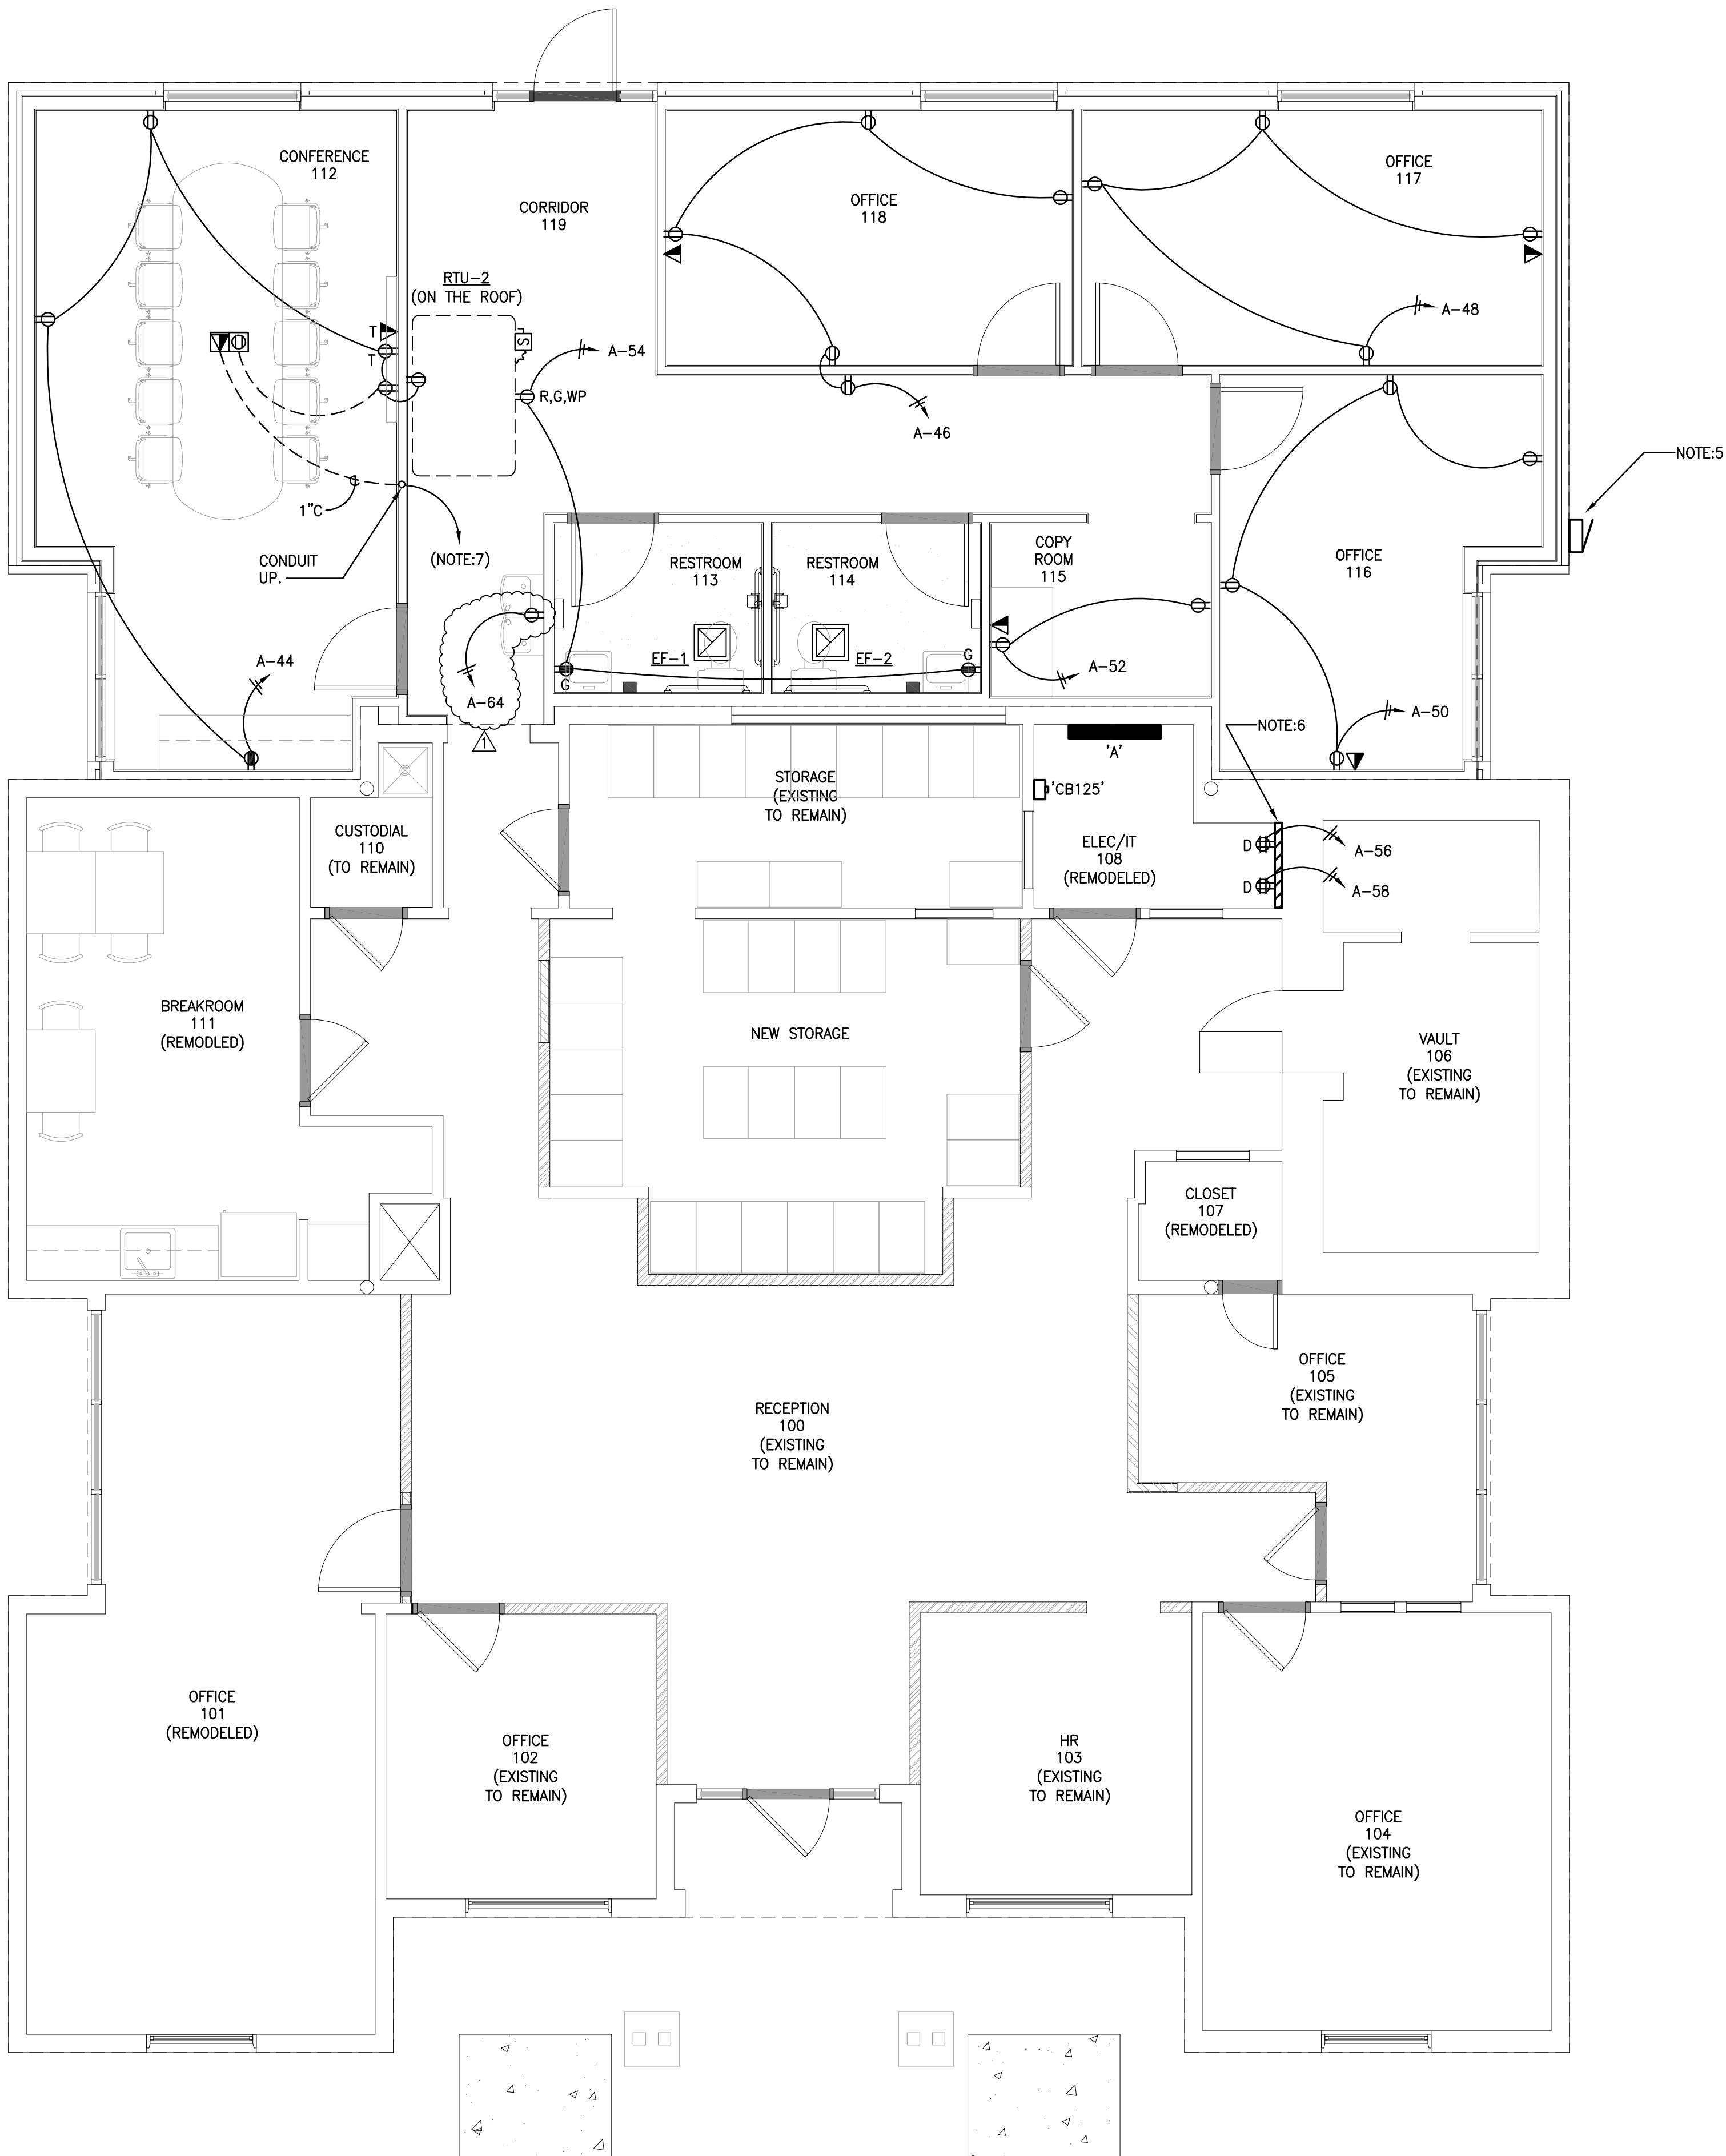 CONFERENCE
112
CORRIDOR
119
OFFICE
118
OFFICE
117
RTU-2
(ON THE ROOF)
S
T
T
A-54
R,G,WP
A-48
A-46
NOTE:5
1"C
CONDUIT
UP.
(NOTE:7)
RESTROOM
113
RESTROOM
114
COPY
ROOM
115
OFFICE
116
EF-1
EF-2
G
G
A-44
A-64
1
A-52
A-50
NOTE:6
'A'
'CB125'
STORAGE
(EXISTING
TO REMAIN)
CUSTODIAL
110
(TO REMAIN)
ELEC/IT
108
(REMODELED)
D
A-56
D
A-58
BREAKROOM
111
(REMODLED)
NEW STORAGE
VAULT
106
(EXISTING
TO REMAIN)
CLOSET
107
(REMODELED)
OFFICE
105
(EXISTING
TO REMAIN)
RECEPTION
100
(EXISTING
TO REMAIN)
OFFICE
101
(REMODELED)
OFFICE
102
(EXISTING
TO REMAIN)
HR
103
(EXISTING
TO REMAIN)
OFFICE
104
(EXISTING
TO REMAIN)